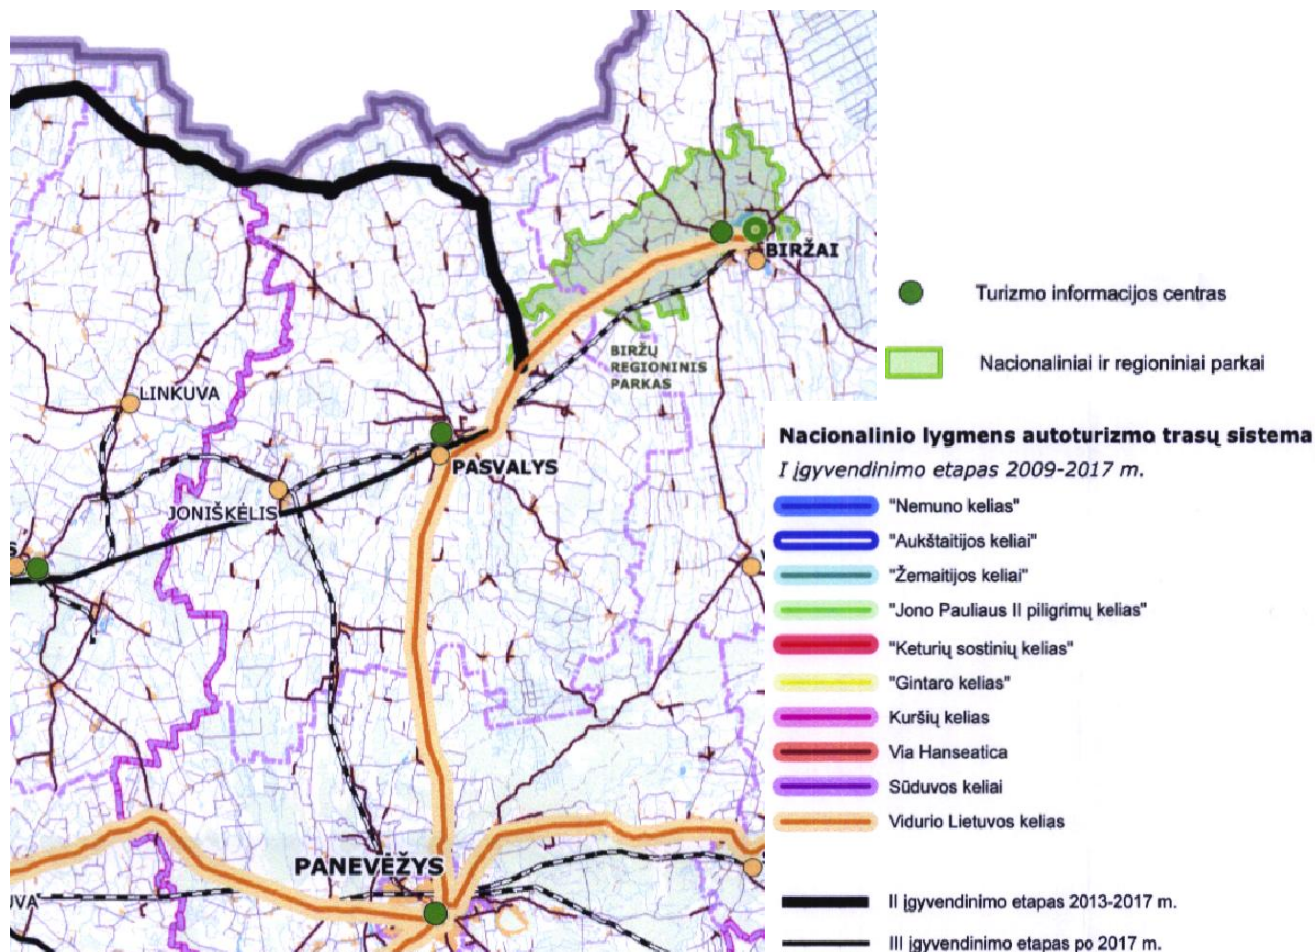 BIRŽAI
BIRŽŲ
REGIONINIS
PARKAS
LINKUVA
PASVALYS
JONIŠKĖLIS
PANEVĖŽYS
Turizmo informacijos centras
Nacionaliniai ir regioniniai parkai
Nacionalinio lygmens autoturizmo trasų sistema
I įgyvendinimo etapas 2009-2017 m.
"Nemuno kelias"
"Aukštaitijos keliai"
"Žemaitijos keliai"
"Jono Pauliaus II piligrimų kelias"
"Keturių sostinių kelias"
"Gintaro kelias"
Kuršių kelias
Via Hanseatica
Sūduvos keliai
Vidurio Lietuvos kelias
II įgyvendinimo etapas 2013-2017 m.
III įgyvendinimo etapas po 2017 m.